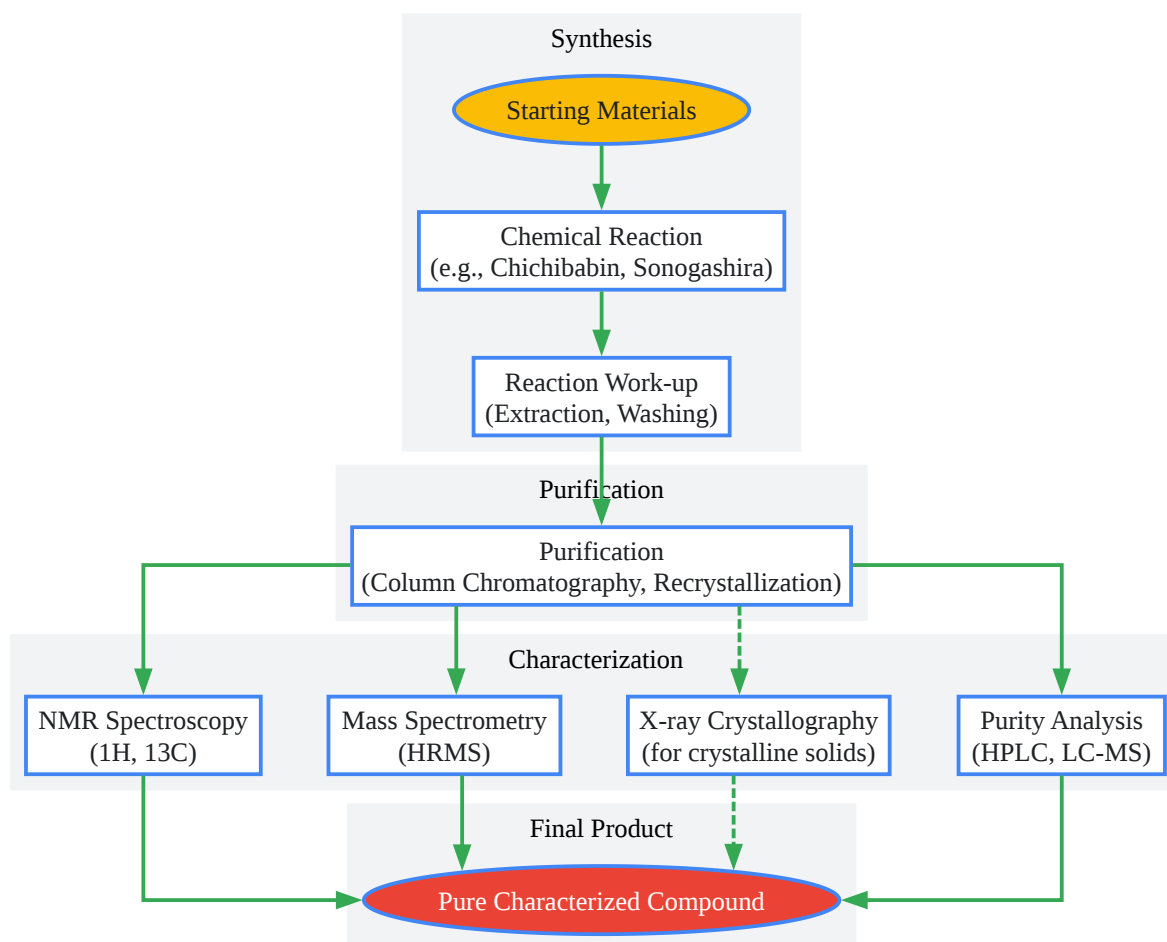 Synthesis
Starting Materials
Chemical Reaction
(e.g., Chichibabin, Sonogashira)
Reaction Work-up
(Extraction, Washing)
Purification
Purification
(Column Chromatography, Recrystallization)
Characterization
NMR Spectroscopy
(1H, 13C)
Mass Spectrometry
(HRMS)
X-ray Crystallography
(for crystalline solids)
Purity Analysis
(HPLC, LC-MS)
Final Product
Pure Characterized Compound